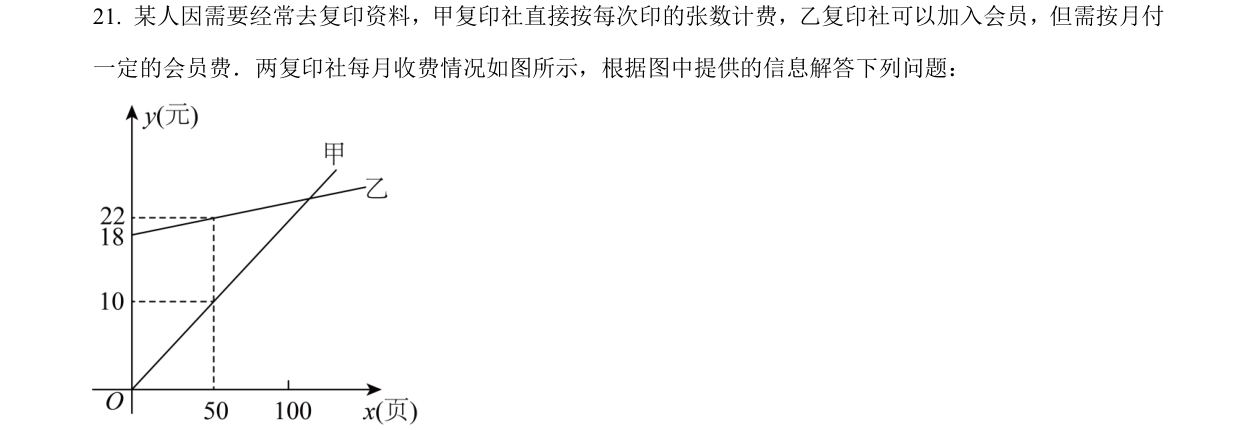 21. 某人因需要经常去复印资料，甲复印社直接按每次印的张数计费，乙复印社可以加入会员，但需按月付
一定的会员费．两复印社每月收费情况如图所示，根据图中提供的信息解答下列问题：
y(元)
甲
乙
22
18
10
O
50
100
x(页)